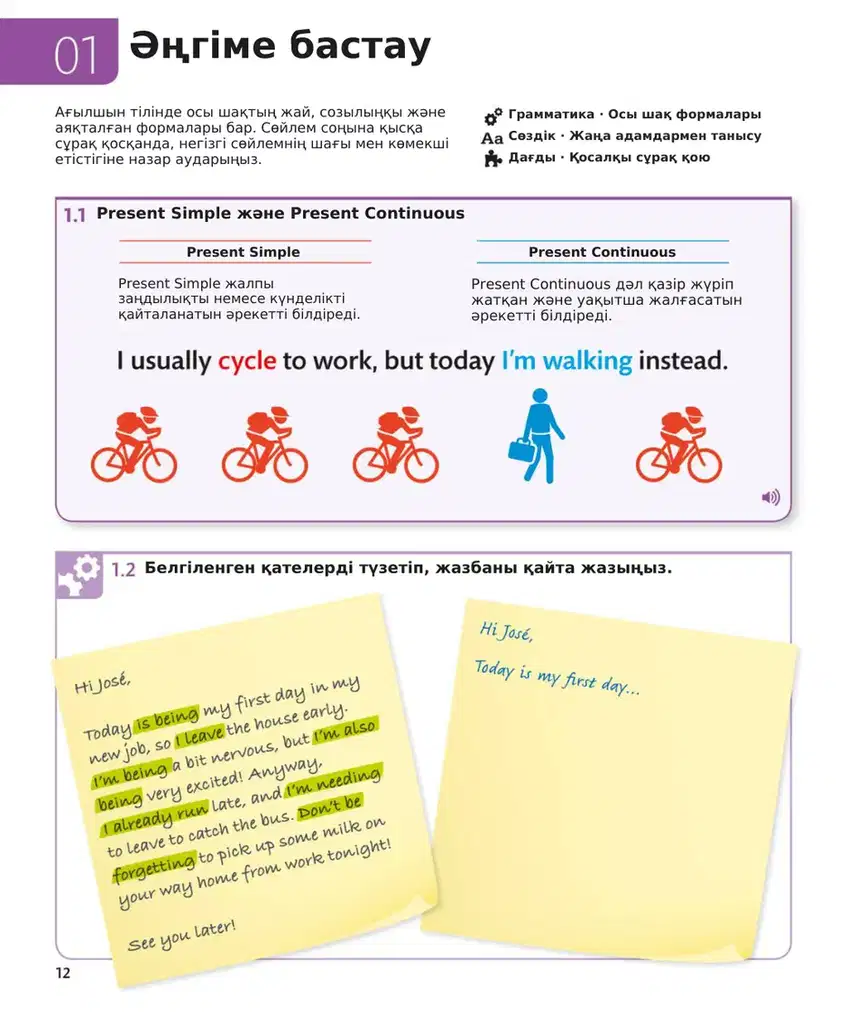 01 Әңгіме бастау
Ағылшын тілінде осы шақтың жай, созылыңқы және
аяқталған формалары бар. Сөйлем соңына қысқа
сұрақ қосқанда, негізгі сөйлемнің шағы мен көмекші
етістігіне назар аударыңыз.
Грамматика · Осы шақ формалары
Aa Сөздік · Жаңа адамдармен танысу
Дағды · Қосалқы сұрақ қою
1.1 Present Simple және Present Continuous
Present Simple
Present Simple жалпы
заңдылықты немесе күнделікті
қайталанатын әрекетті білдіреді.
Present Continuous
Present Continuous дәл қазір жүріп
жатқан және уақытша жалғасатын
әрекетті білдіреді.
I usually cycle to work, but today I'm walking instead.
1.2 Белгіленген қателерді түзетіп, жазбаны қайта жазыңыз.
Hi José,
Today is being my first day in my
new job, so I leave the house early.
I'm being a bit nervous, but I'm also
being very excited! Anyway,
I already run late, and I'm needing
to leave to catch the bus. Don't be
forgetting to pick up some milk on
your way home from work tonight!
See you later!
Hi José,
Today is my first day...
12